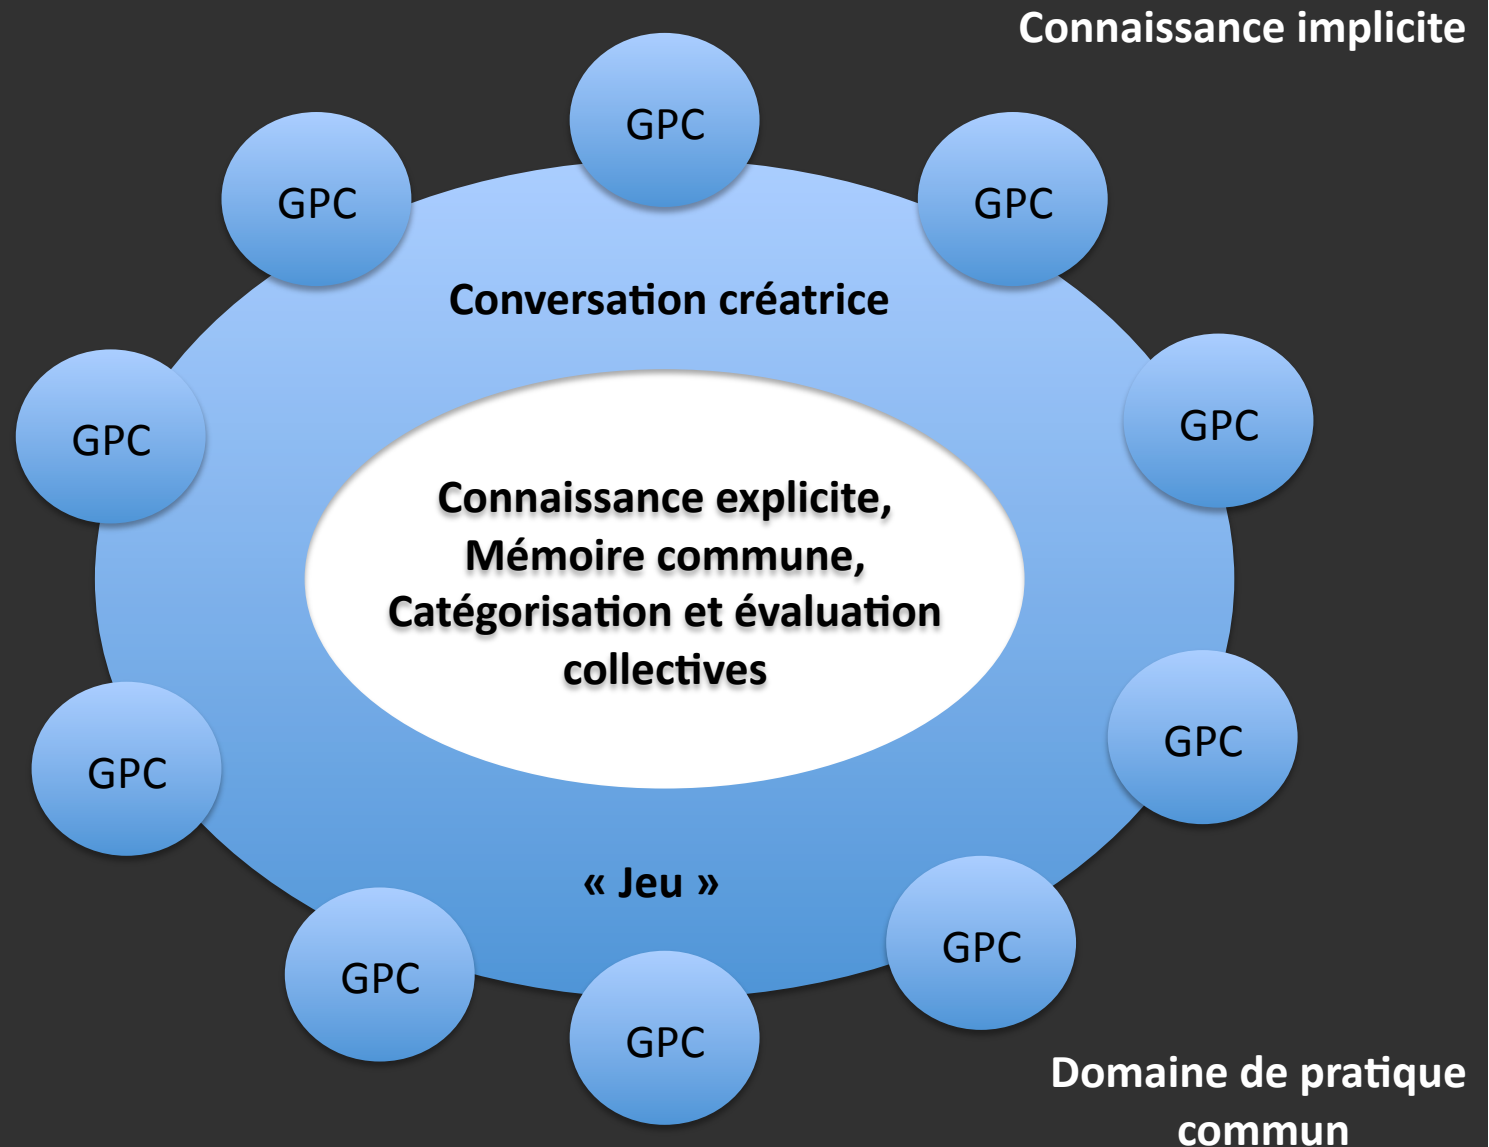 Connaissance implicite
GPC
GPC
GPC
Conversation créatrice
GPC
GPC
Connaissance explicite,
Mémoire commune,
Catégorisation et évaluation
collectives
GPC
GPC
« Jeu »
GPC
GPC
GPC
Domaine de pratique
commun